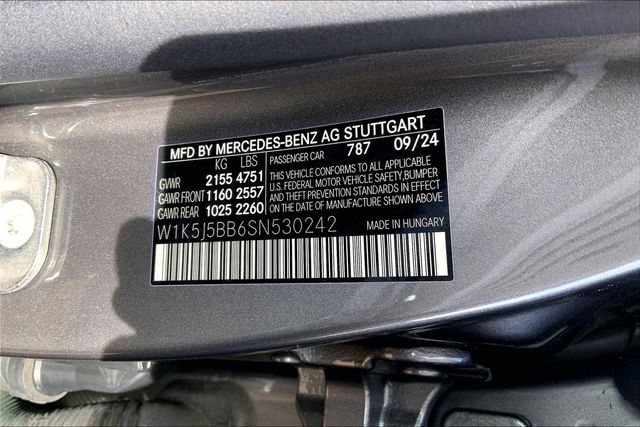 MFD BY MERCEDES-BENZ AG STUTTGART
KG LBS PASSENGER CAR 787 09/24
GVWR 2155 4751
GAWR FRONT 1160 2557
GAWR REAR 1025 2260
THIS VEHICLE CONFORMS TO ALL APPLICABLE
U.S. FEDERAL MOTOR VEHICLE SAFETY, BUMPER
AND THEFT PREVENTION STANDARDS IN EFFECT
ON THE DATE OF MANUFACTURE SHOWN ABOVE
W1K5J5BB6SN530242 MADE IN HUNGARY